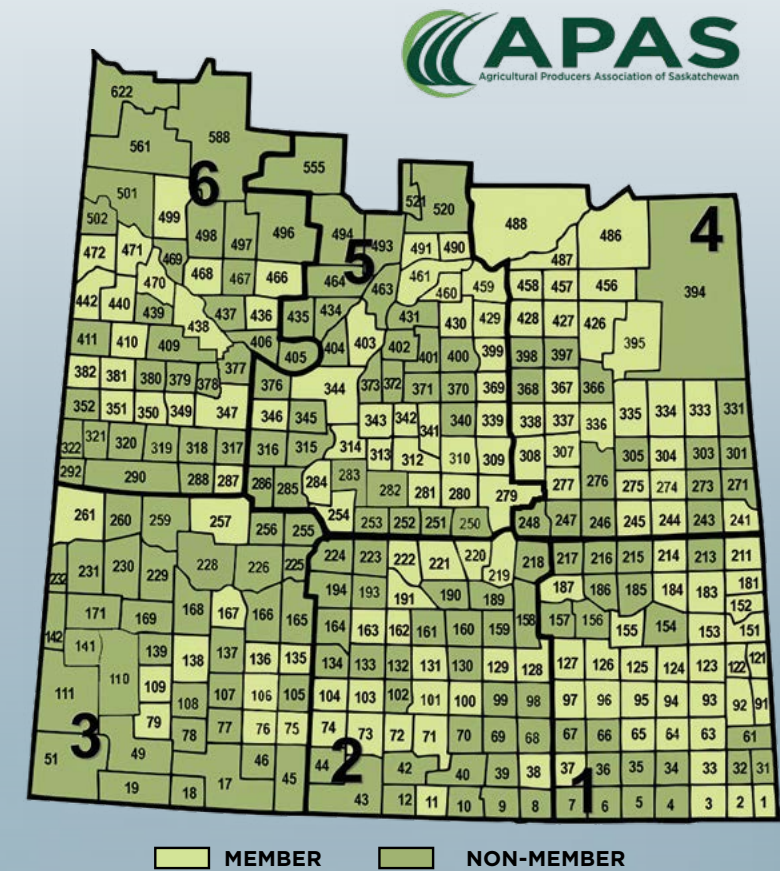 APAS
Agricultural Producers Association of Saskatchewan
622
588
561
555
6
501
499
502
498 497 496
494 493
521 520
488
486
4
487
472 471 469
468 467 466
5
464 463
491 490
461 460 459
458 457 456
394
470
442 440 439
438 437 436
435 434
431
430 429
428 427 426
395
411 410 409
406 405
404 403 402 401 400 399
398 397
382 381 380 379 378 377
376 344 373 372 371 370 369
368 367 366
352 351 350 349 347
346 345
343 342 341 340 339
338 337 336 335 334 333 331
322 321 320 319 318 317
316 315 314 313 312 310 309
308 307 305 304 303 301
292 290 288 287
286 285 284 283 282 281 280 279
277 276 275 274 273 271
261 260 259 257
256 255 254 253 252 251 250
248 247 246 245 244 243 241
232 231 230 229 228 226 225
224 223 222 221 220 219 218
217 216 215 214 213 211
171 169 168 167 166 165
194 193 191 190 189
187 186 185 184 183 181
152
142 141 139 138 137 136 135
164 163 162 161 160 159 158
157 156 155 154 153 151
111 110 109 108 107 106 105
134 133 132 131 130 129 128
127 126 125 124 123 122 121
104 103 102 101 100 99 98
97 96 95 94 93 92 91
3
79 78 77 76 75
74 73 72 71 70 69 68
67 66 65 64 63 61
51 49 46 45
2
44 42 40 39 38
37 36 35 34 33 32 31
1
19 18 17
43 12 11 10 9 8
7 6 5 4 3 2 1
MEMBER NON-MEMBER